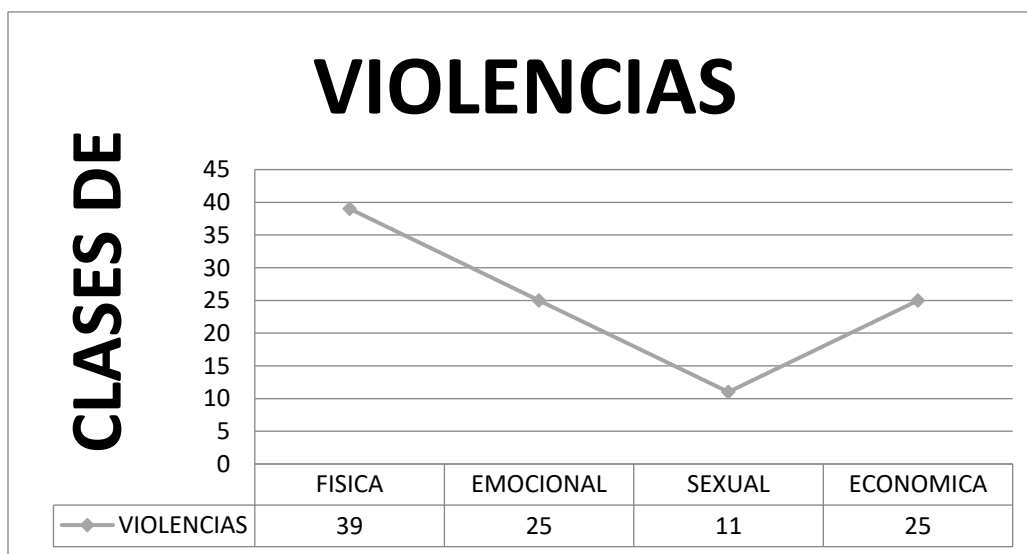 VIOLENCIAS
CLASES DE
45
40
35
30
25
20
15
10
5
0
FISICA EMOCIONAL SEXUAL ECONOMICA
VIOLENCIAS 39 25 11 25